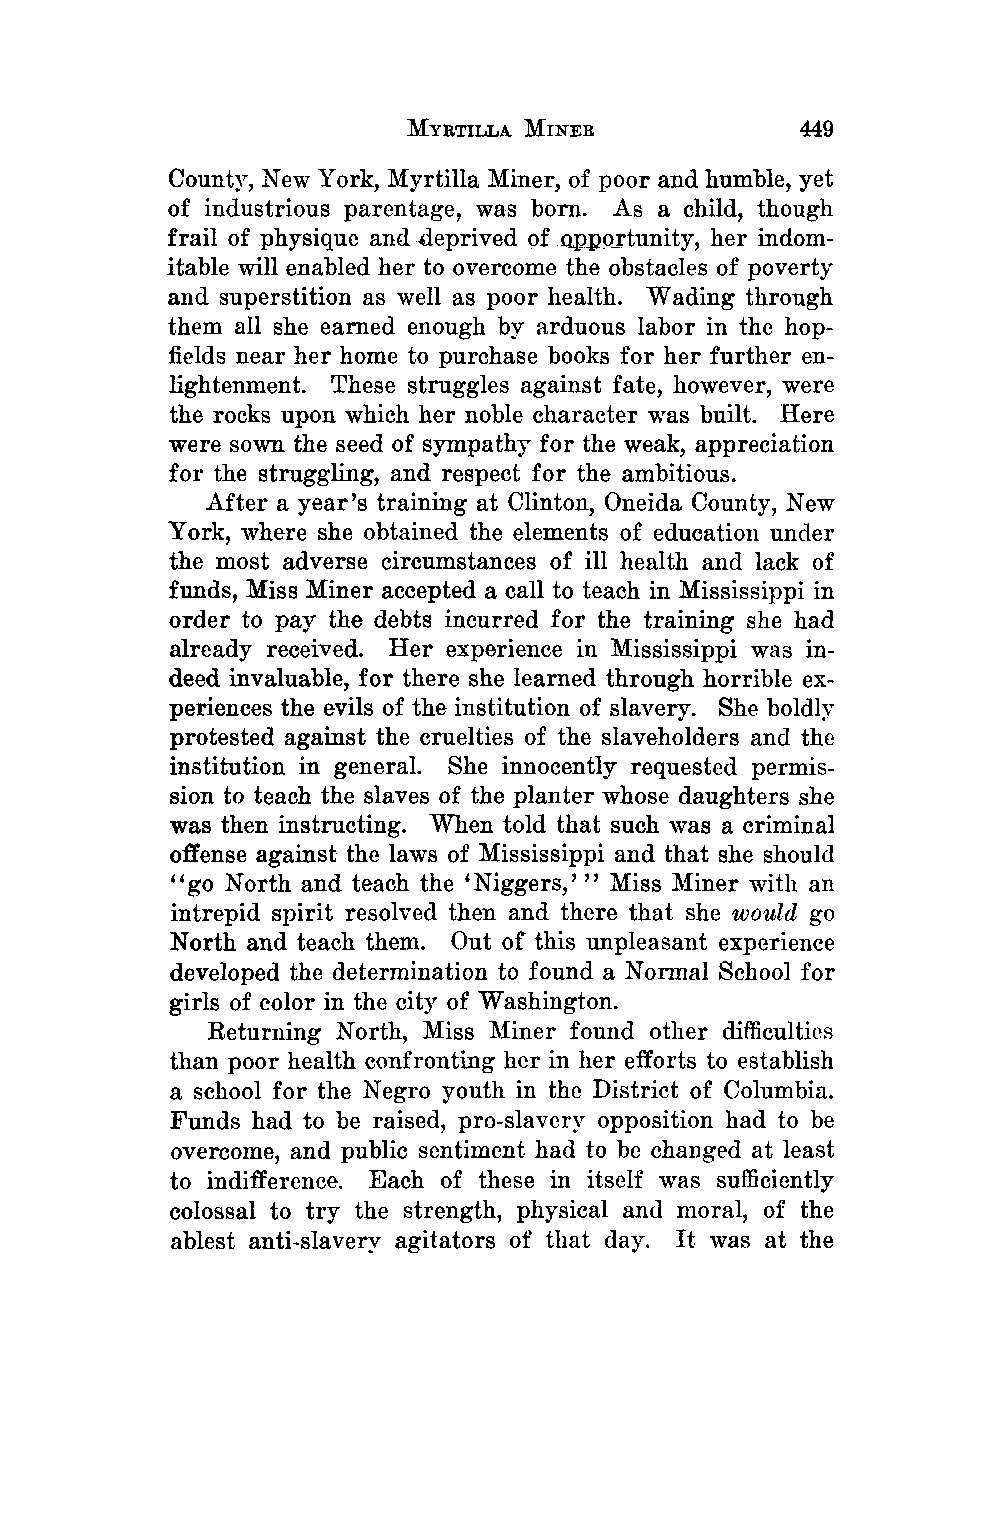 MYRTILLA MINER 449
County, New York, Myrtilla Miner, of poor and humble, yet
of industrious parentage, was born. As a child, though
frail of physique and deprived of opportunity, her indom-
itable will enabled her to overcome the obstacles of poverty
and superstition as well as poor health. Wading through
them all she earned enough by arduous labor in the hop-
fields near her home to purchase books for her further en-
lightenment. These struggles against fate, however, were
the rocks upon which her noble character was built. Here
were sown the seed of sympathy for the weak, appreciation
for the struggling, and respect for the ambitious.
After a year's training at Clinton, Oneida County, New
York, where she obtained the elements of education under
the most adverse circumstances of ill health and lack of
funds, Miss Miner accepted a call to teach in Mississippi in
order to pay the debts incurred for the training she had
already received. Her experience in Mississippi was in-
deed invaluable, for there she learned through horrible ex-
periences the evils of the institution of slavery. She boldly
protested against the cruelties of the slaveholders and the
institution in general. She innocently requested permis-
sion to teach the slaves of the planter whose daughters she
was then instructing. When told that such was a criminal
offense against the laws of Mississippi and that she should
"go North and teach the 'Niggers,'" Miss Miner with an
intrepid spirit resolved then and there that she would go
North and teach them. Out of this unpleasant experience
developed the determination to found a Normal School for
girls of color in the city of Washington.
Returning North, Miss Miner found other difficulties
than poor health confronting her in her efforts to establish
a school for the Negro youth in the District of Columbia.
Funds had to be raised, pro-slavery opposition had to be
overcome, and public sentiment had to be changed at least
to indifference. Each of these in itself was sufficiently
colossal to try the strength, physical and moral, of the
ablest anti-slavery agitators of that day. It was at the